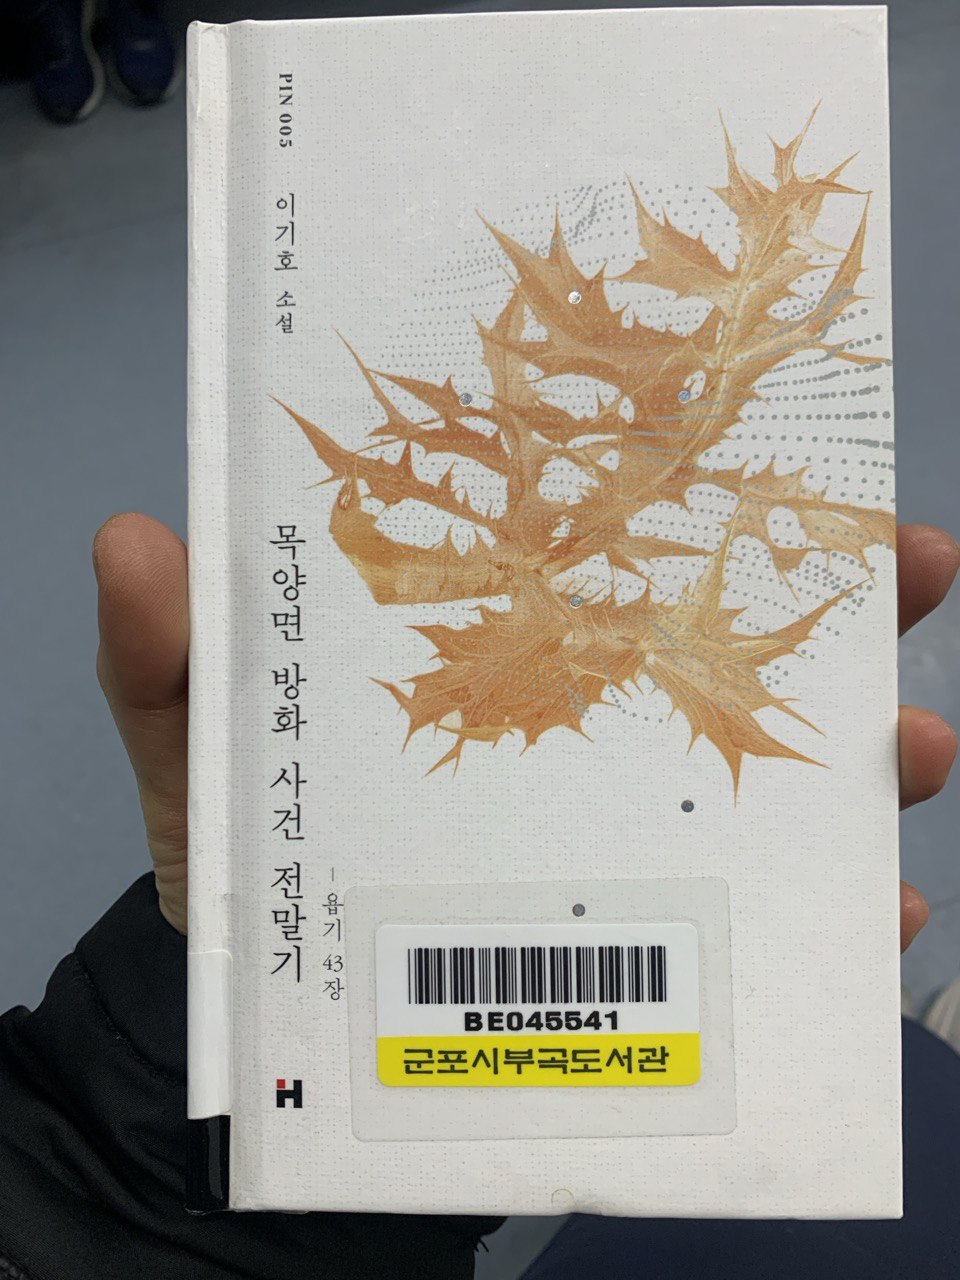 PIN 005
이기호 소설
목양면 방화 사건 전말기
– 욥기 43장
H
BE045541
군포시부곡도서관